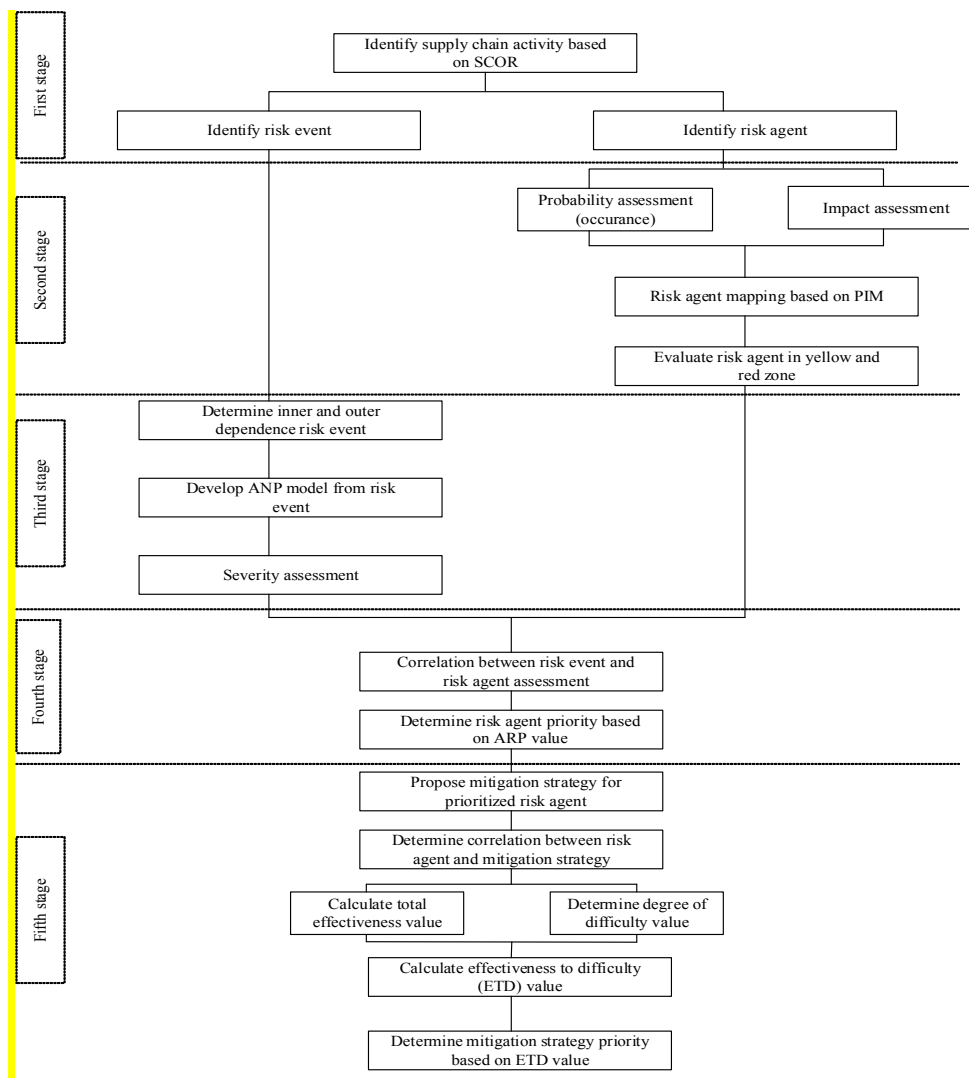 First stage
Identify supply chain activity based
on SCOR
Identify risk event
Identify risk agent
Second stage
Probability assessment
(occurance)
Impact assessment
Risk agent mapping based on PIM
Evaluate risk agent in yellow and
red zone
Third stage
Determine inner and outer
dependence risk event
Develop ANP model from risk
event
Severity assessment
Fourth stage
Correlation between risk event and
risk agent assessment
Determine risk agent priority based
on ARP value
Fifth stage
Propose mitigation strategy for
prioritized risk agent
Determine correlation between risk
agent and mitigation strategy
Calculate total
effectiveness value
Determine degree of
difficulty value
Calculate effectiveness to difficulty
(ETD) value
Determine mitigation strategy priority
based on ETD value